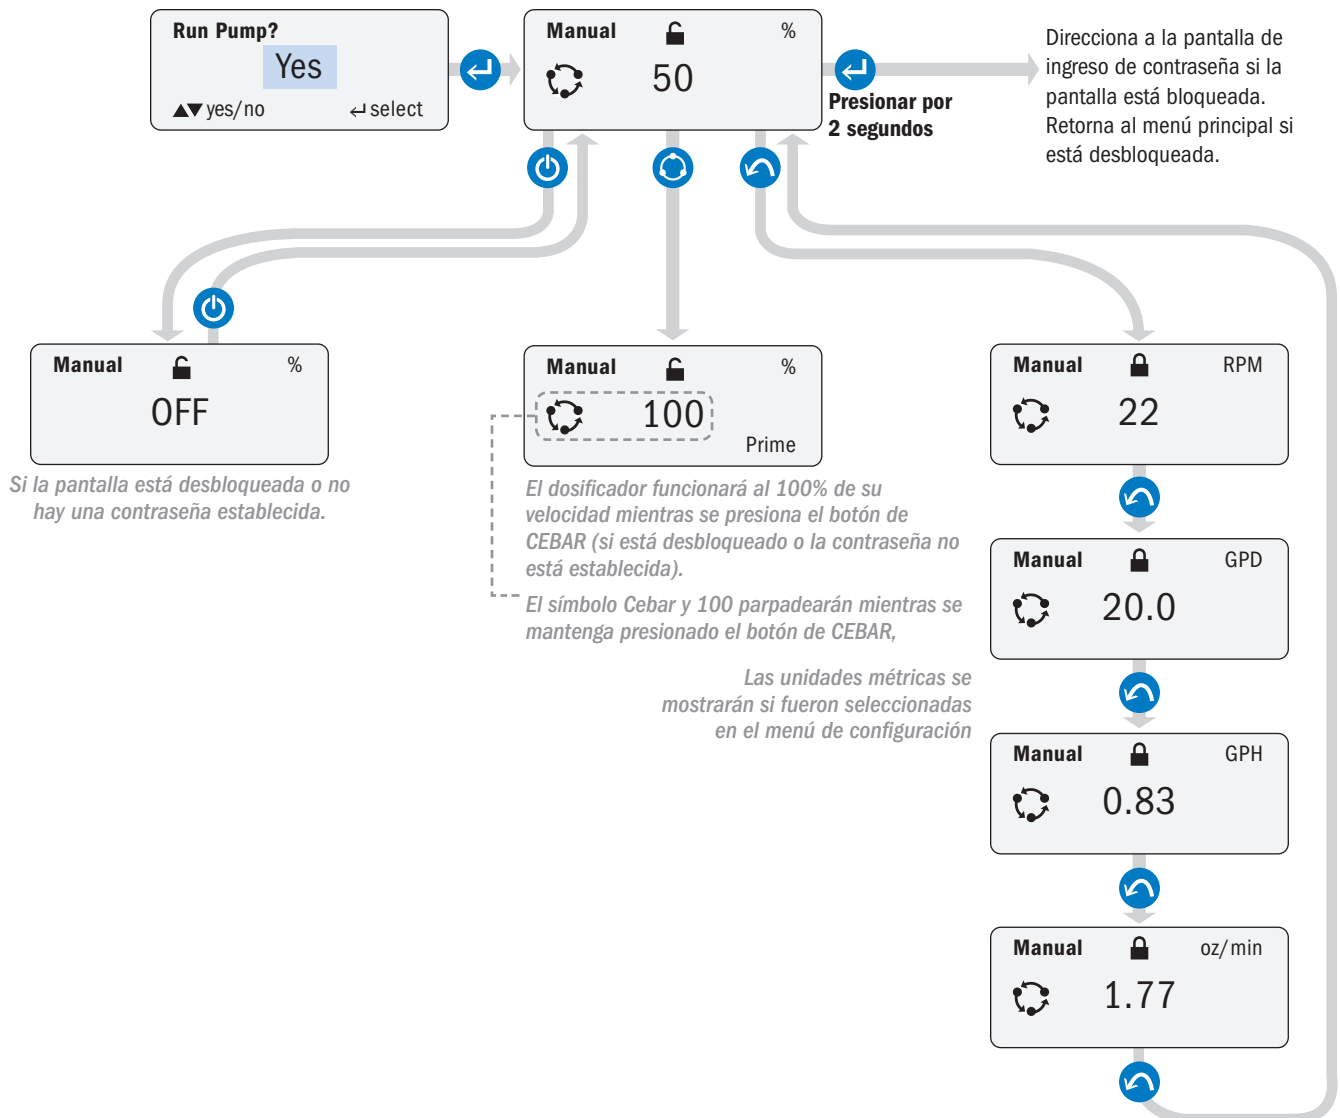 Run Pump?
Yes
▲▼ yes/no ↵ select
Manual %
50
Presionar por
2 segundos
Direcciona a la pantalla de
ingreso de contraseña si la
pantalla está bloqueada.
Retorna al menú principal si
está desbloqueada.
Manual %
OFF
Si la pantalla está desbloqueada o no
hay una contraseña establecida.
Manual %
100
Prime
El dosificador funcionará al 100% de su
velocidad mientras se presiona el botón de
CEBAR (si está desbloqueado o la contraseña no
está establecida).
El símbolo Cebar y 100 parpadearán mientras se
mantenga presionado el botón de CEBAR,
Las unidades métricas se
mostrarán si fueron seleccionadas
en el menú de configuración
Manual RPM
22
Manual GPD
20.0
Manual GPH
0.83
Manual oz/min
1.77